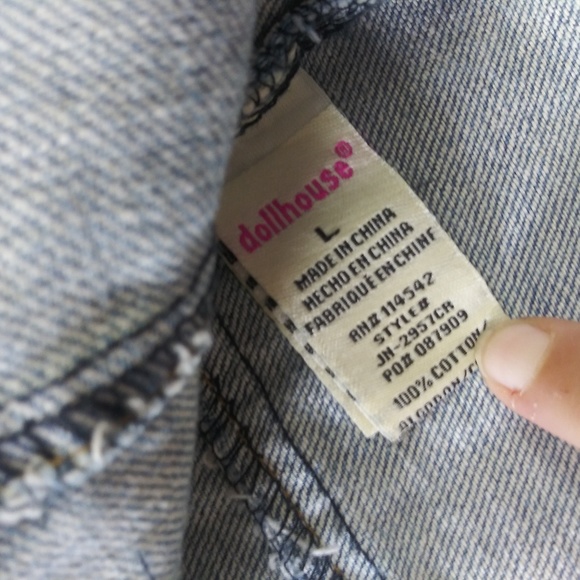 dollhouse®
L
MADE IN CHINA
HECHO EN CHINA
FABRIQUÉ EN CHINE
RN# 114542
STYLE#
JN-2957CR
PO# 087909
100% COTTON/
ALGODON/